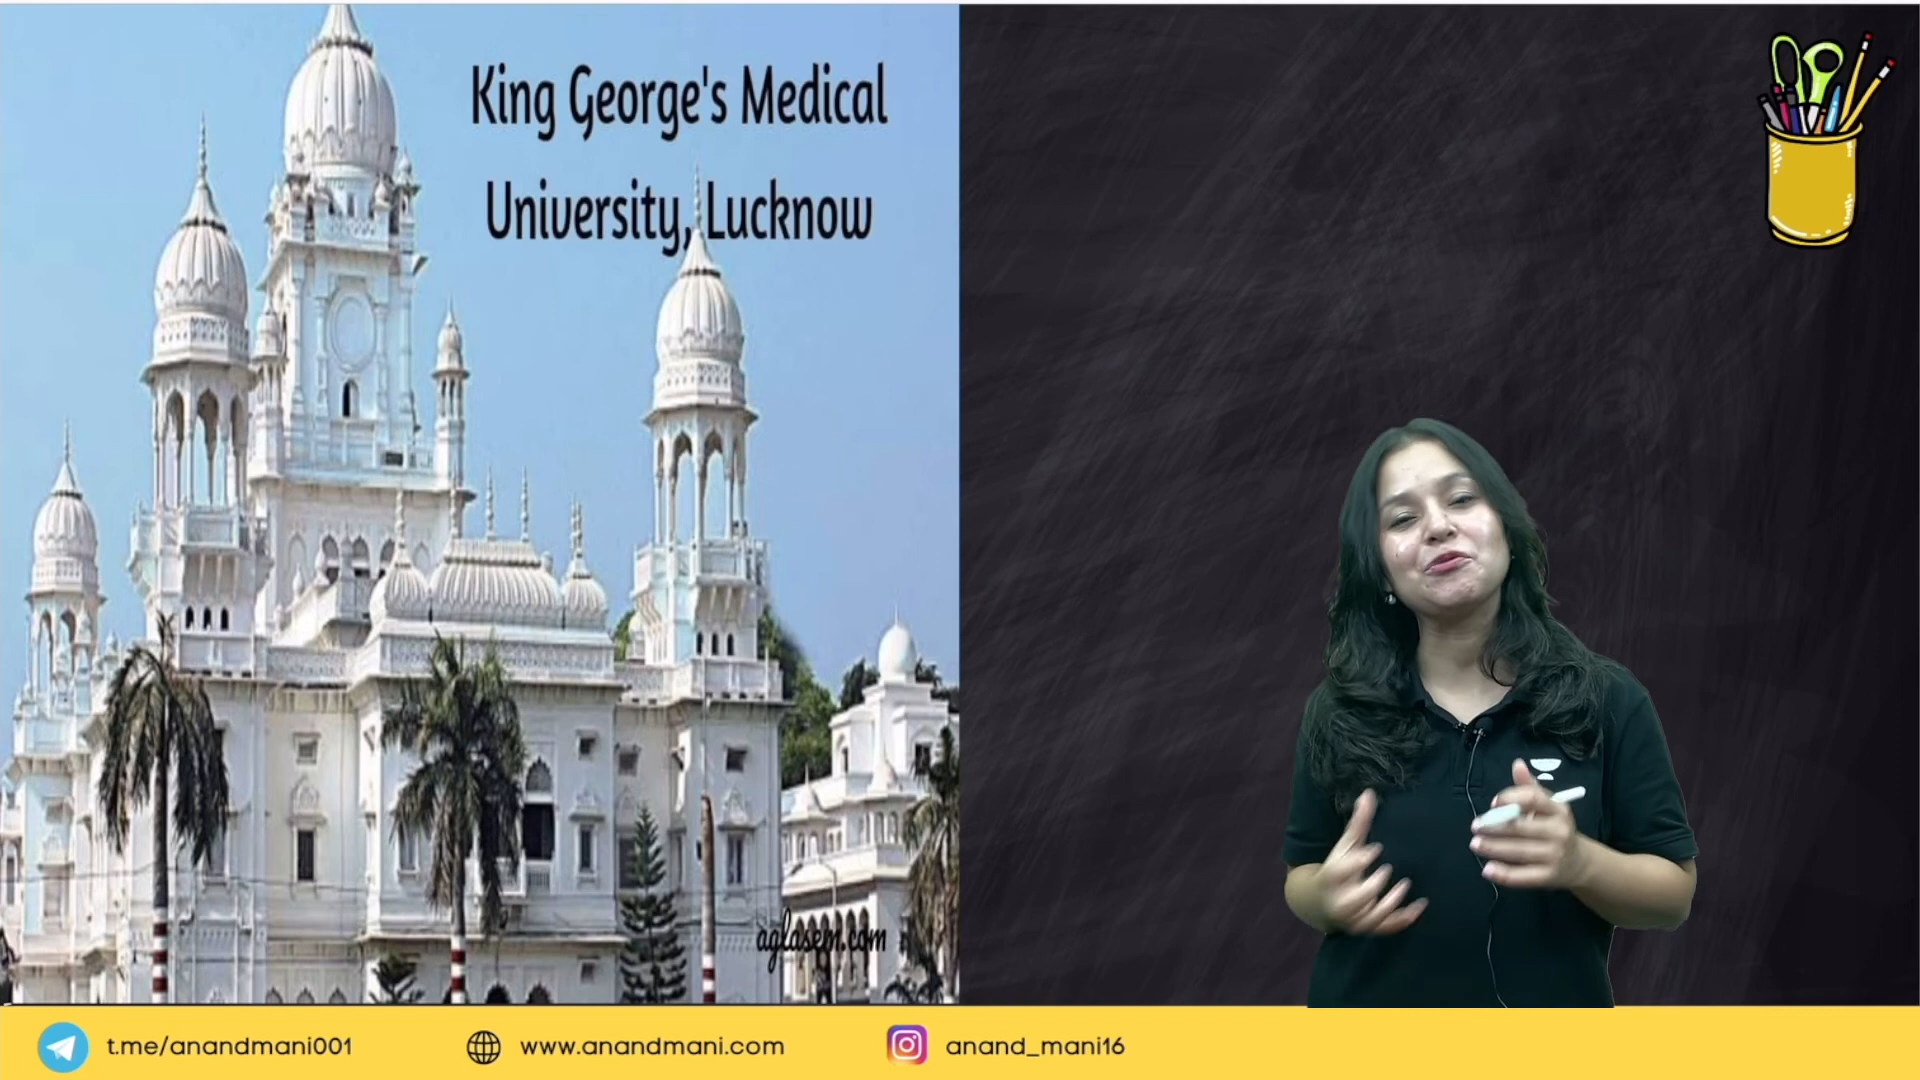 King George's Medical
University, Lucknow
aglasem.com
t.me/anandmani001
www.anandmani.com
anand_mani16